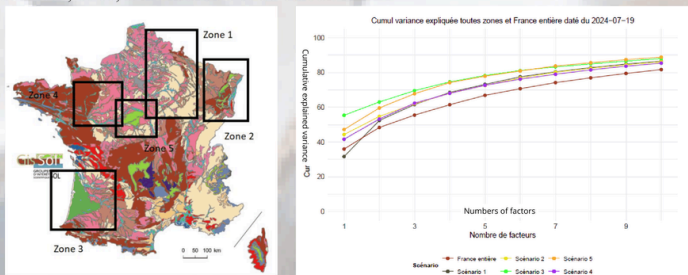 Zone 1
Zone 4
Zone 2
Zone 5
GISSOL
Zone 3
0 50 100 km
Cumul variance expliquée toutes zones et France entière daté du 2024-07-19
Cumulative explained variance
100
80
60
40
20
0
1
3
5
7
9
Numbers of factors
Nombre de facteurs
Scénario
France entière
Scénario 2
Scénario 5
Scénario 1
Scénario 3
Scénario 4